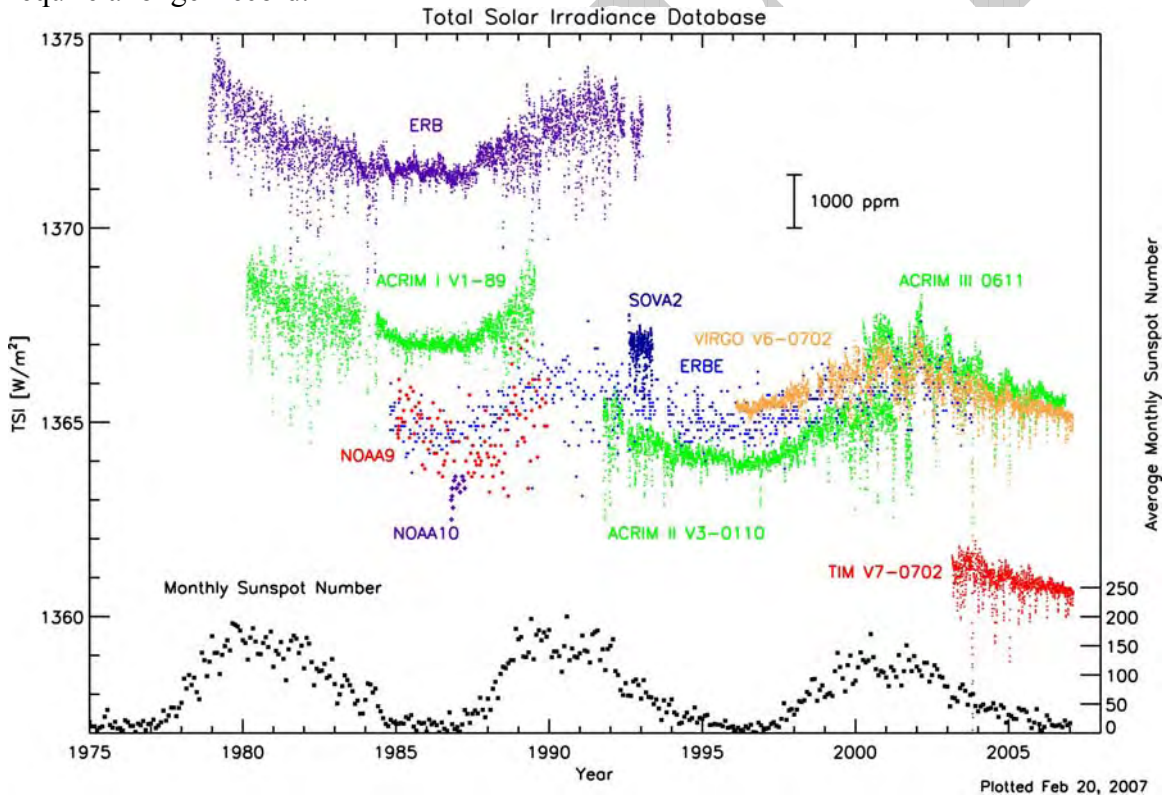 Total Solar Irradiance Database
1375
1370
1365
1360
TSI [W/m²]
ERB
1000 ppm
ACRIM I V1-89
ACRIM III 0611
SOVA2
VIRGO V6-0702
ERBE
NOAA9
NOAA10
ACRIM II V3-0110
TIM V7-0702
Monthly Sunspot Number
Average Monthly Sunspot Number
250
200
150
100
50
0
1975 1980 1985 1990 1995 2000 2005
Year
Plotted Feb 20, 2007